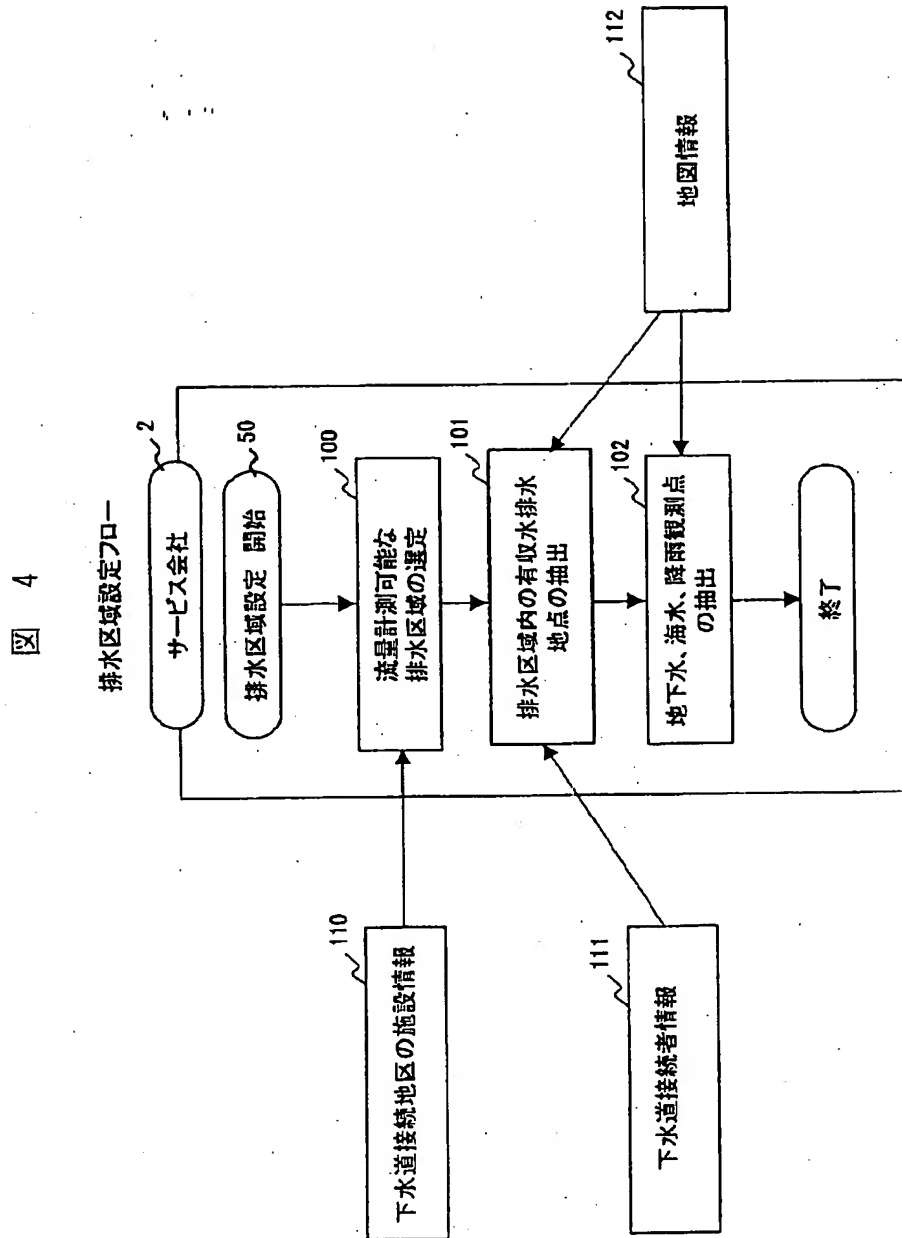 図 4
排水区域設定フロー
サービス会社
2
排水区域設定 開始
50
流量計測可能な
排水区域の選定
100
下水道接続地区の施設情報
110
排水区域内の有収水排水
地点の抽出
101
下水道接続者情報
111
地図情報
112
地下水、海水、降雨観測点
の抽出
102
終了